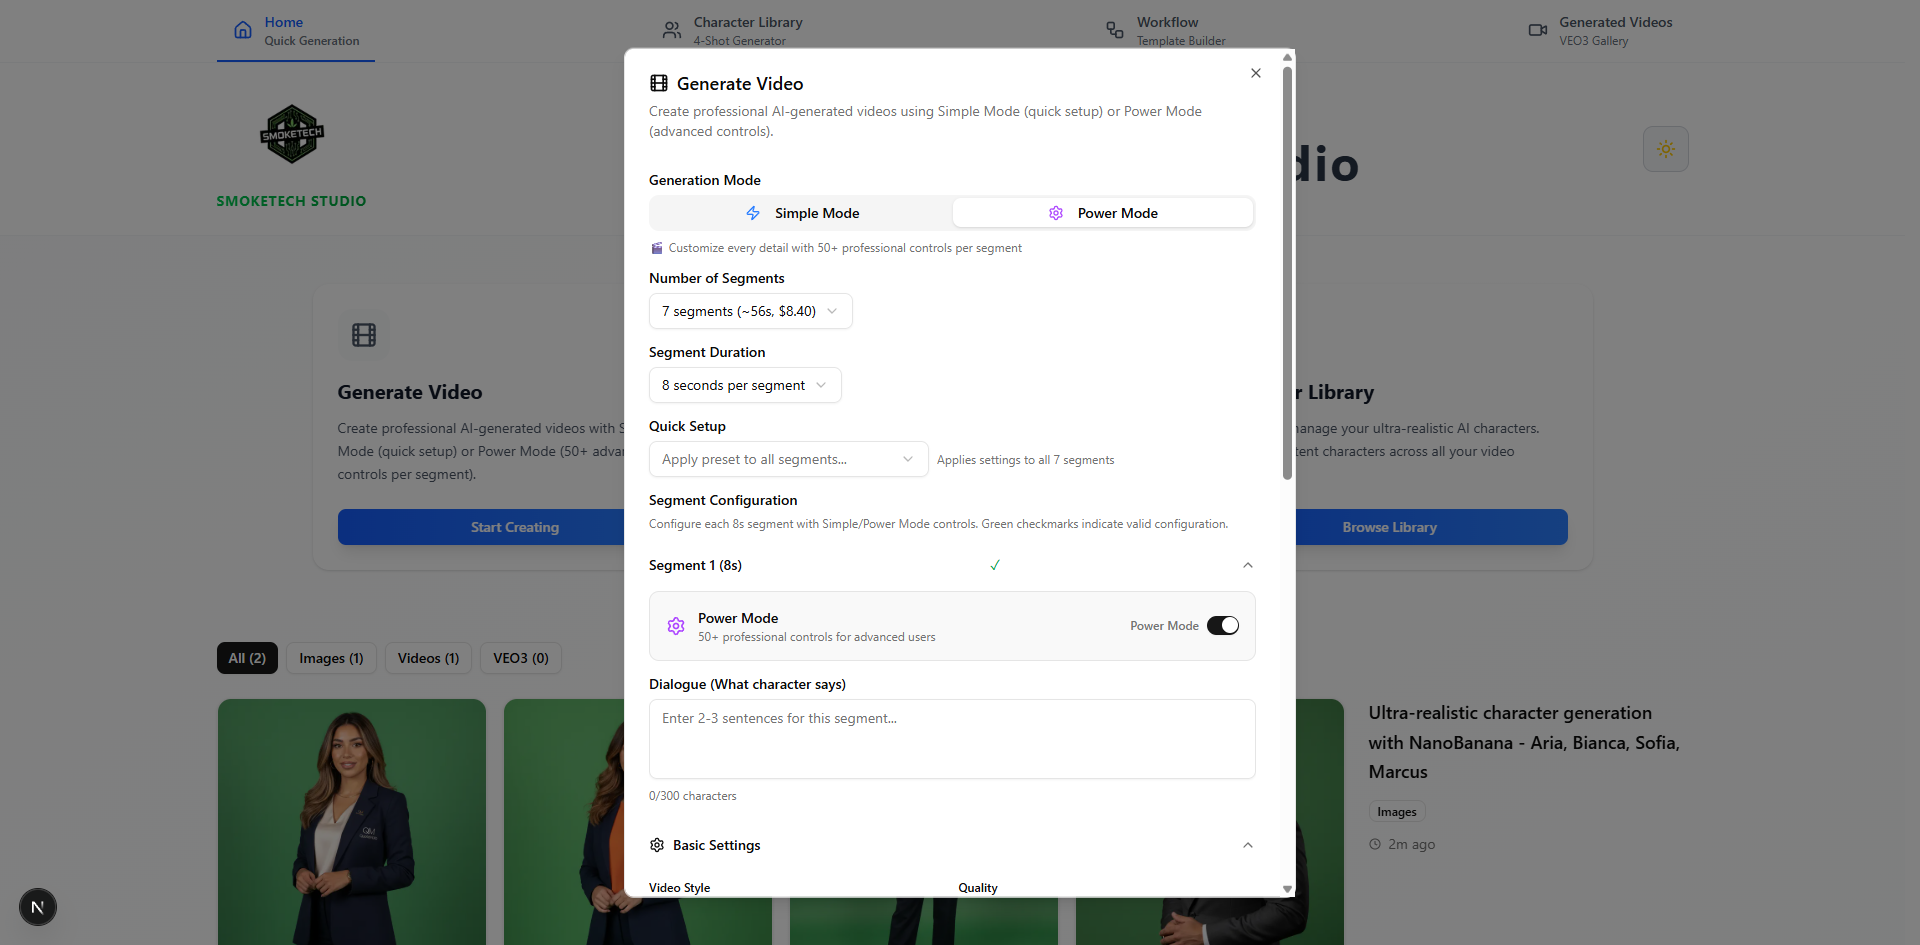 Home
Quick Generation
Character Library
4-Shot Generator
Workflow
Template Builder
Generated Videos
VEO3 Gallery
SMOKETECH
SMOKETECH STUDIO
dio
Generate Video
Create professional AI-generated videos with S
Mode (quick setup) or Power Mode (50+ adva
controls per segment).
Start Creating
r Library
manage your ultra-realistic AI characters.
tent characters across all your video
Browse Library
Generate Video
Create professional AI-generated videos using Simple Mode (quick setup) or Power Mode
(advanced controls).
Generation Mode
Simple Mode
Power Mode
Customize every detail with 50+ professional controls per segment
Number of Segments
7 segments (~56s, $8.40)
Segment Duration
8 seconds per segment
Quick Setup
Apply preset to all segments...
Applies settings to all 7 segments
Segment Configuration
Configure each 8s segment with Simple/Power Mode controls. Green checkmarks indicate valid configuration.
Segment 1 (8s)
Power Mode
50+ professional controls for advanced users
Power Mode
Dialogue (What character says)
Enter 2-3 sentences for this segment...
0/300 characters
Basic Settings
Video Style
Quality
All (2)
Images (1)
Videos (1)
VEO3 (0)
QM
Ultra-realistic character generation
with NanoBanana - Aria, Bianca, Sofia,
Marcus
Images
2m ago
N